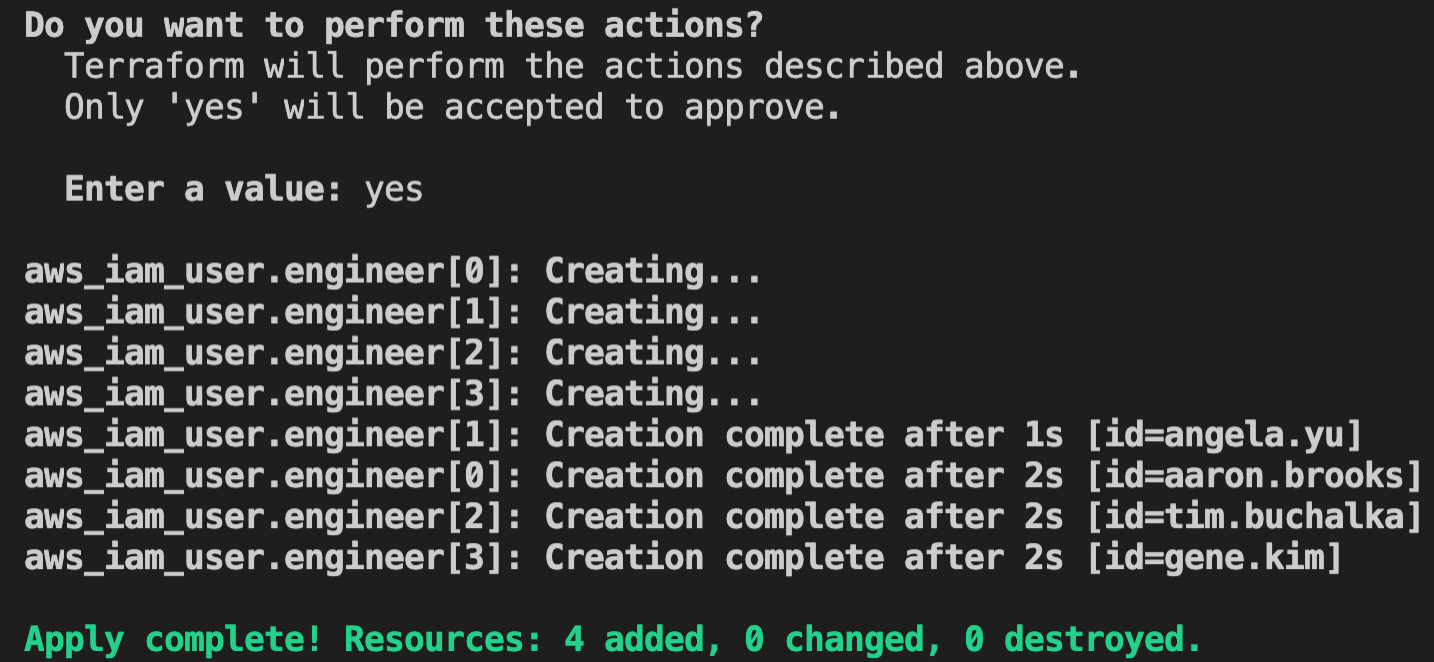 Do you want to perform these actions?
Terraform will perform the actions described above.
Only 'yes' will be accepted to approve.
Enter a value: yes
aws_iam_user.engineer[0]: Creating...
aws_iam_user.engineer[1]: Creating...
aws_iam_user.engineer[2]: Creating...
aws_iam_user.engineer[3]: Creating...
aws_iam_user.engineer[1]: Creation complete after 1s [id=angela.yu]
aws_iam_user.engineer[0]: Creation complete after 2s [id=aaron.brooks]
aws_iam_user.engineer[2]: Creation complete after 2s [id=tim.buchalka]
aws_iam_user.engineer[3]: Creation complete after 2s [id=gene.kim]
Apply complete! Resources: 4 added, 0 changed, 0 destroyed.